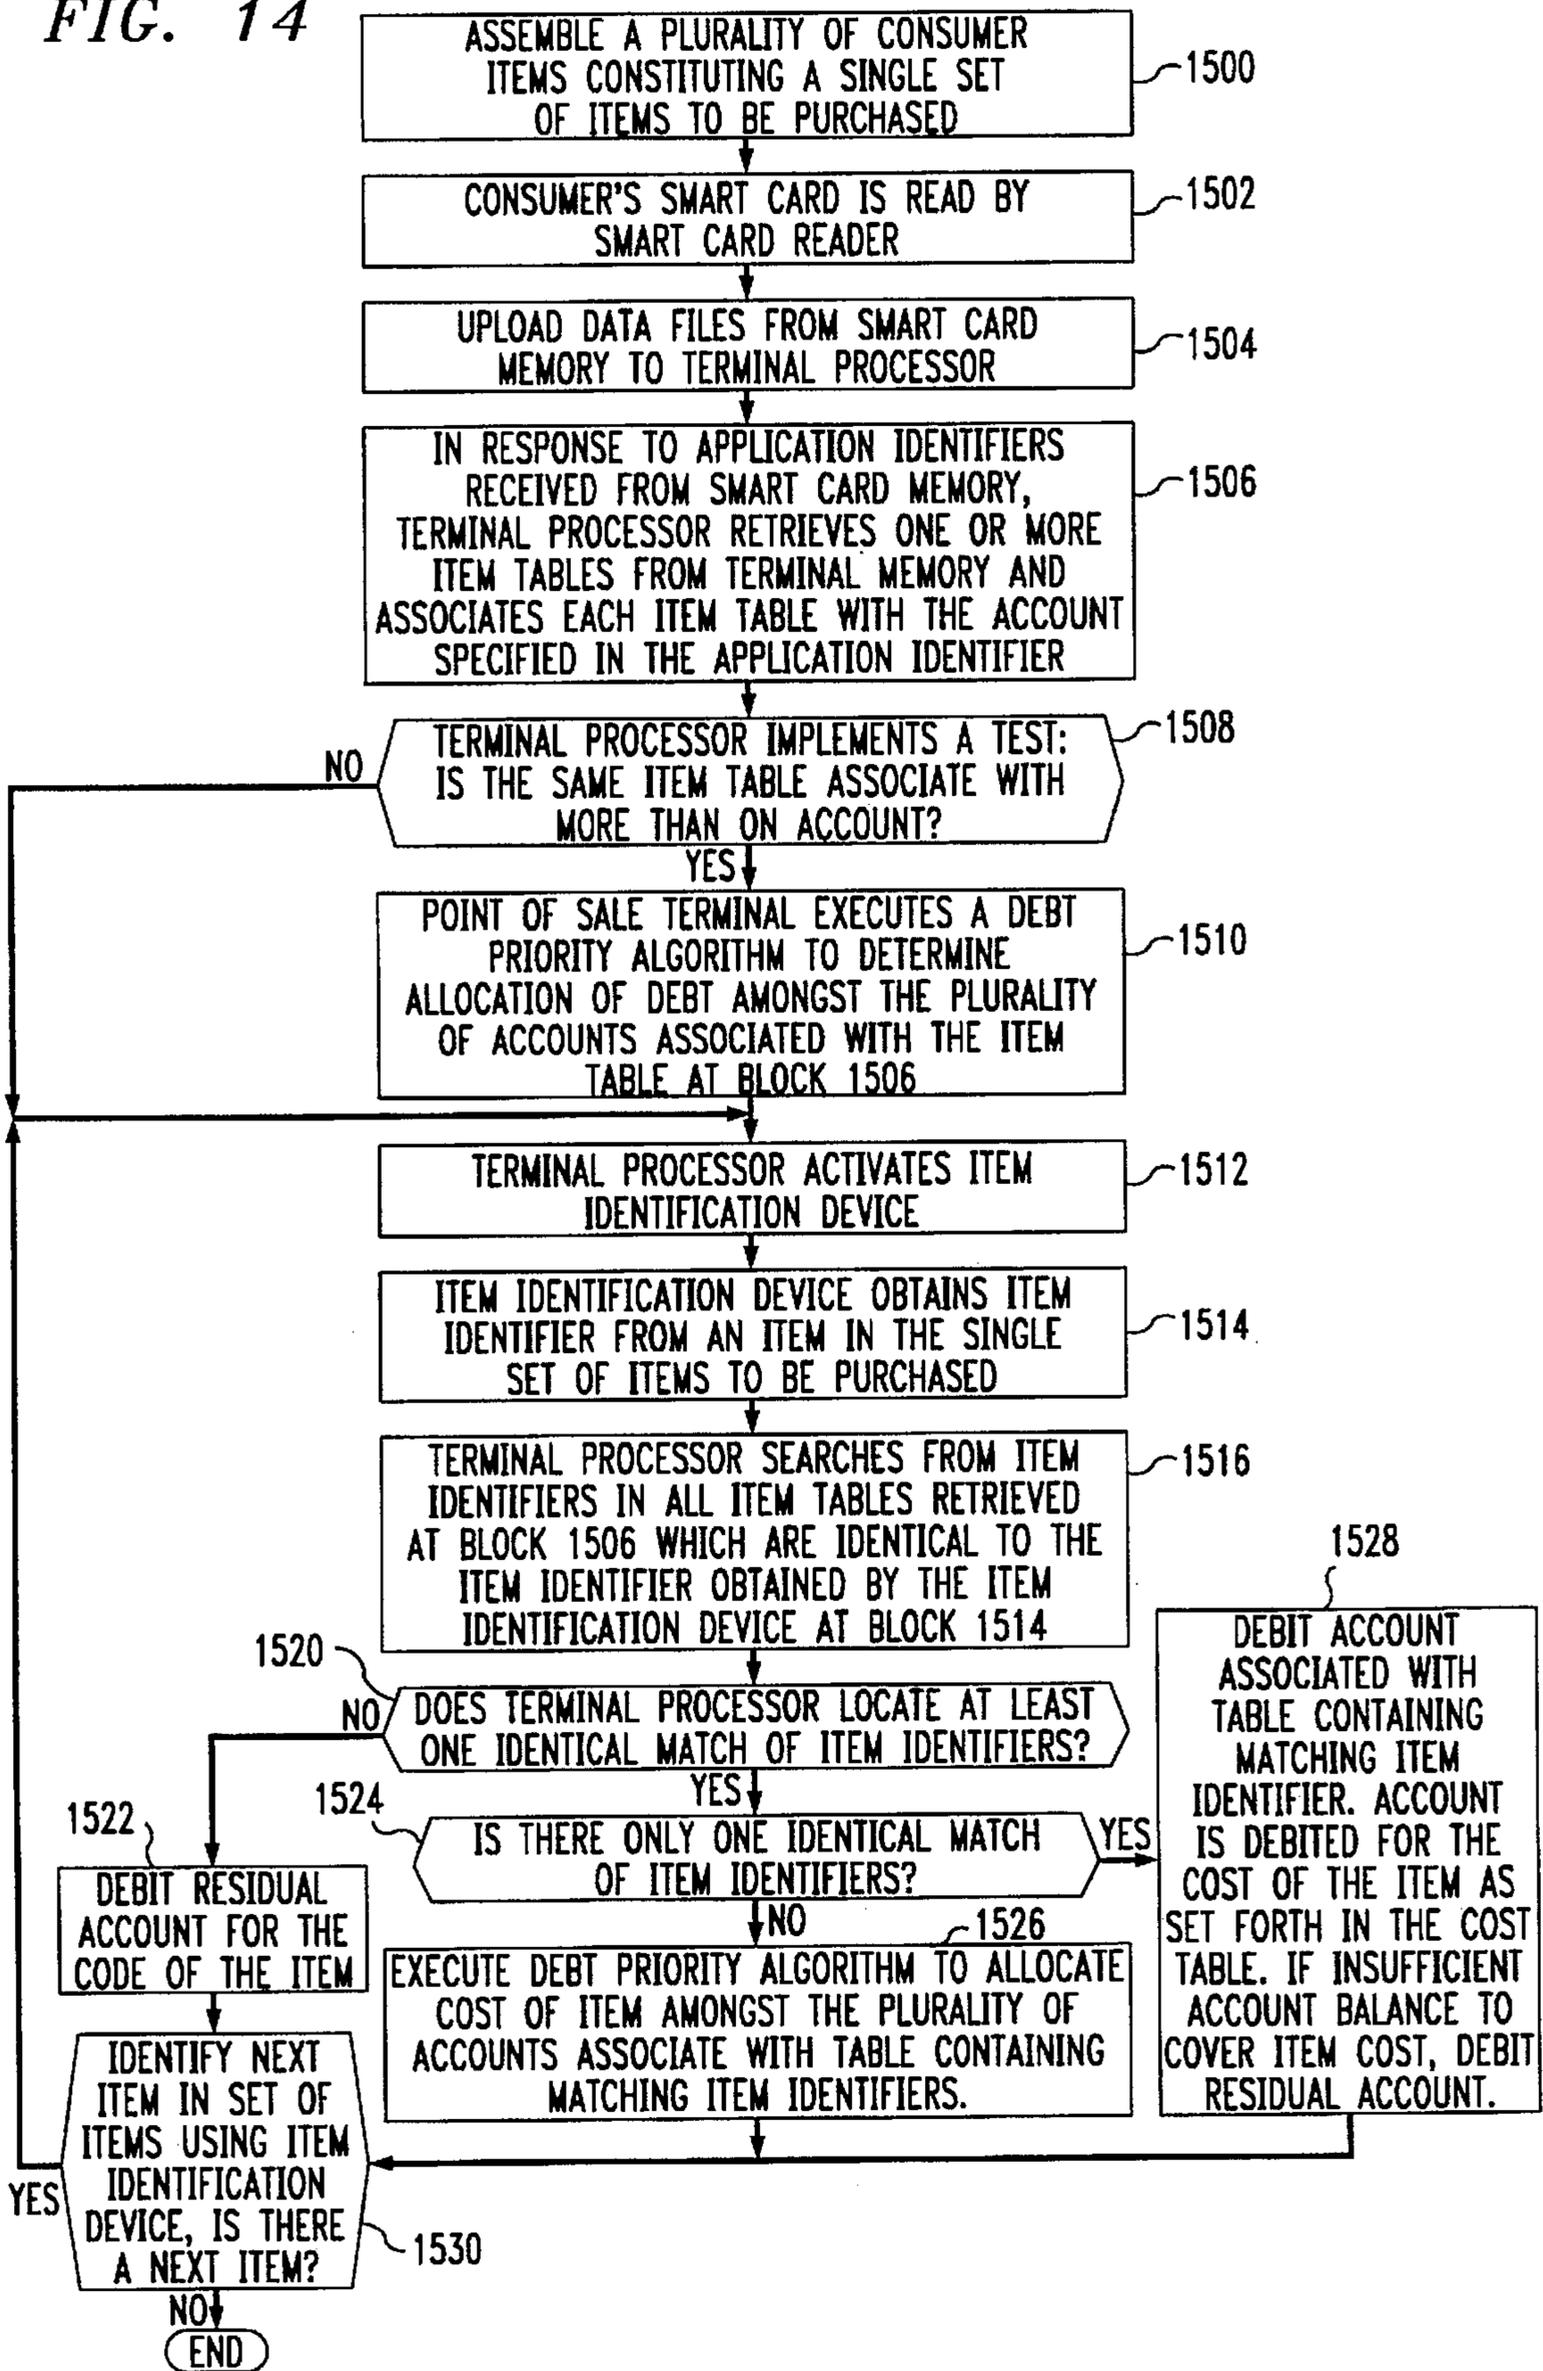 FIG. 14
ASSEMBLE A PLURALITY OF CONSUMER
ITEMS CONSTITUTING A SINGLE SET
OF ITEMS TO BE PURCHASED
1500
CONSUMER'S SMART CARD IS READ BY
SMART CARD READER
1502
UPLOAD DATA FILES FROM SMART CARD
MEMORY TO TERMINAL PROCESSOR
1504
IN RESPONSE TO APPLICATION IDENTIFIERS
RECEIVED FROM SMART CARD MEMORY,
TERMINAL PROCESSOR RETRIEVES ONE OR MORE
ITEM TABLES FROM TERMINAL MEMORY AND
ASSOCIATES EACH ITEM TABLE WITH THE ACCOUNT
SPECIFIED IN THE APPLICATION IDENTIFIER
1506
TERMINAL PROCESSOR IMPLEMENTS A TEST:
IS THE SAME ITEM TABLE ASSOCIATE WITH
MORE THAN ON ACCOUNT?
1508
NO
YES
POINT OF SALE TERMINAL EXECUTES A DEBT
PRIORITY ALGORITHM TO DETERMINE
ALLOCATION OF DEBT AMONGST THE PLURALITY
OF ACCOUNTS ASSOCIATED WITH THE ITEM
TABLE AT BLOCK 1506
1510
TERMINAL PROCESSOR ACTIVATES ITEM
IDENTIFICATION DEVICE
1512
ITEM IDENTIFICATION DEVICE OBTAINS ITEM
IDENTIFIER FROM AN ITEM IN THE SINGLE
SET OF ITEMS TO BE PURCHASED
1514
TERMINAL PROCESSOR SEARCHES FROM ITEM
IDENTIFIERS IN ALL ITEM TABLES RETRIEVED
AT BLOCK 1506 WHICH ARE IDENTICAL TO THE
ITEM IDENTIFIER OBTAINED BY THE ITEM
IDENTIFICATION DEVICE AT BLOCK 1514
1516
1520
NO
DOES TERMINAL PROCESSOR LOCATE AT LEAST
ONE IDENTICAL MATCH OF ITEM IDENTIFIERS?
YES
1524
IS THERE ONLY ONE IDENTICAL MATCH
OF ITEM IDENTIFIERS?
YES
NO
1528
DEBIT ACCOUNT
ASSOCIATED WITH
TABLE CONTAINING
MATCHING ITEM
IDENTIFIER. ACCOUNT
IS DEBITED FOR THE
COST OF THE ITEM AS
SET FORTH IN THE COST
TABLE. IF INSUFFICIENT
ACCOUNT BALANCE TO
COVER ITEM COST, DEBIT
RESIDUAL ACCOUNT.
1522
DEBIT RESIDUAL
ACCOUNT FOR THE
CODE OF THE ITEM
1526
EXECUTE DEBT PRIORITY ALGORITHM TO ALLOCATE
COST OF ITEM AMONGST THE PLURALITY OF
ACCOUNTS ASSOCIATE WITH TABLE CONTAINING
MATCHING ITEM IDENTIFIERS.
IDENTIFY NEXT
ITEM IN SET OF
ITEMS USING ITEM
IDENTIFICATION
DEVICE, IS THERE
A NEXT ITEM?
YES
1530
NO
END